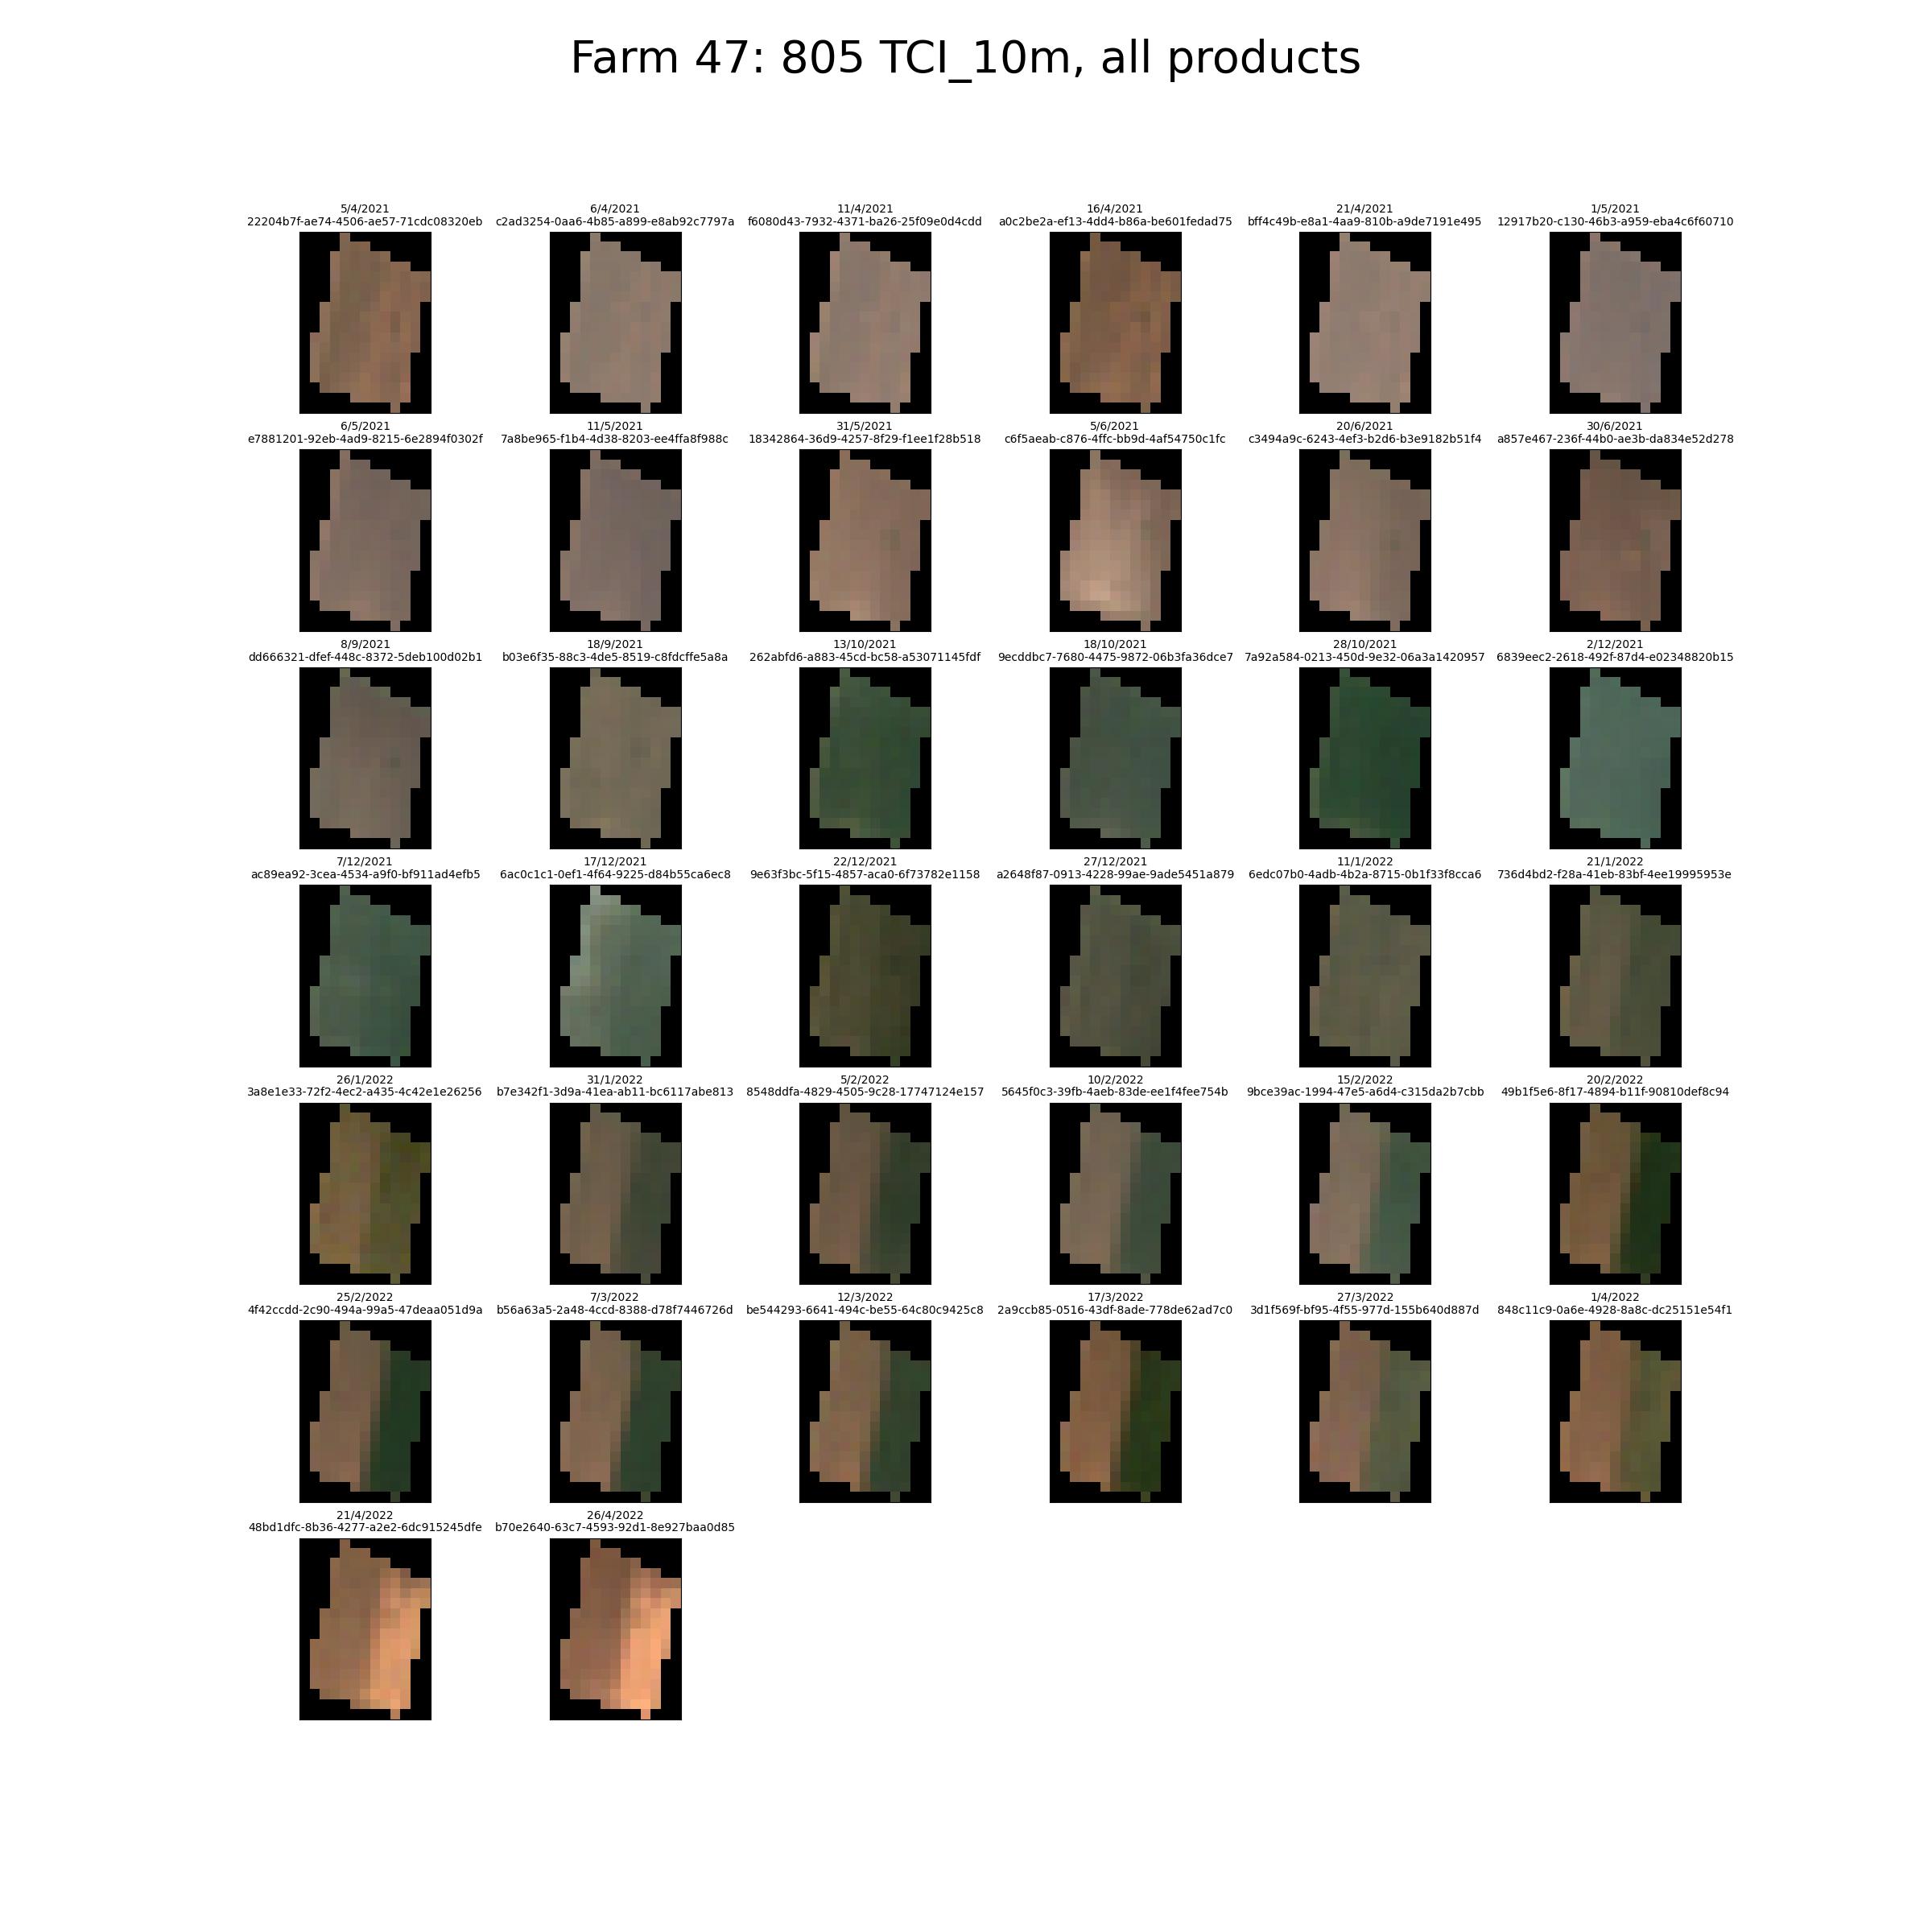 Farm 47: 805 TCI_10m, all products
5/4/2021
22204b7f-ae74-4506-ae57-71cdc08320eb
6/4/2021
c2ad3254-0aa6-4b85-a899-e8ab92c7797a
11/4/2021
f6080d43-7932-4371-ba26-25f09e0d4cdd
16/4/2021
a0c2be2a-ef13-4dd4-b86a-be601fedad75
21/4/2021
bff4c49b-e8a1-4aa9-810b-a9de7191e495
1/5/2021
12917b20-c130-46b3-a959-eba4c6f60710
6/5/2021
e7881201-92eb-4ad9-8215-6e2894f0302f
11/5/2021
7a8be965-f1b4-4d38-8203-ee4ffa8f988c
31/5/2021
18342864-36d9-4257-8f29-f1ee1f28b518
5/6/2021
c6f5aeab-c876-4ffc-bb9d-4af54750c1fc
20/6/2021
c3494a9c-6243-4ef3-b2d6-b3e9182b51f4
30/6/2021
a857e467-236f-44b0-ae3b-da834e52d278
8/9/2021
dd666321-dfef-448c-8372-5deb100d02b1
18/9/2021
b03e6f35-88c3-4de5-8519-c8fdcffe5a8a
13/10/2021
262abfd6-a883-45cd-bc58-a53071145fdf
18/10/2021
9ecddbc7-7680-4475-9872-06b3fa36dce7
28/10/2021
7a92a584-0213-450d-9e32-06a3a1420957
2/12/2021
6839eec2-2618-492f-87d4-e02348820b15
7/12/2021
ac89ea92-3cea-4534-a9f0-bf911ad4efb5
17/12/2021
6ac0c1c1-0ef1-4f64-9225-d84b55ca6ec8
22/12/2021
9e63f3bc-5f15-4857-aca0-6f73782e1158
27/12/2021
a2648f87-0913-4228-99ae-9ade5451a879
11/1/2022
6edc07b0-4adb-4b2a-8715-0b1f33f8cca6
21/1/2022
736d4bd2-f28a-41eb-83bf-4ee19995953e
26/1/2022
3a8e1e33-72f2-4ec2-a435-4c42e1e26256
31/1/2022
b7e342f1-3d9a-41ea-ab11-bc6117abe813
5/2/2022
8548ddfa-4829-4505-9c28-17747124e157
10/2/2022
5645f0c3-39fb-4aeb-83de-ee1f4fee754b
15/2/2022
9bce39ac-1994-47e5-a6d4-c315da2b7cbb
20/2/2022
49b1f5e6-8f17-4894-b11f-90810def8c94
25/2/2022
4f42ccdd-2c90-494a-99a5-47deaa051d9a
7/3/2022
b56a63a5-2a48-4ccd-8388-d78f7446726d
12/3/2022
be544293-6641-494c-be55-64c80c9425c8
17/3/2022
2a9ccb85-0516-43df-8ade-778de62ad7c0
27/3/2022
3d1f569f-bf95-4f55-977d-155b640d887d
1/4/2022
848c11c9-0a6e-4928-8a8c-dc25151e54f1
21/4/2022
48bd1dfc-8b36-4277-a2e2-6dc915245dfe
26/4/2022
b70e2640-63c7-4593-92d1-8e927baa0d85